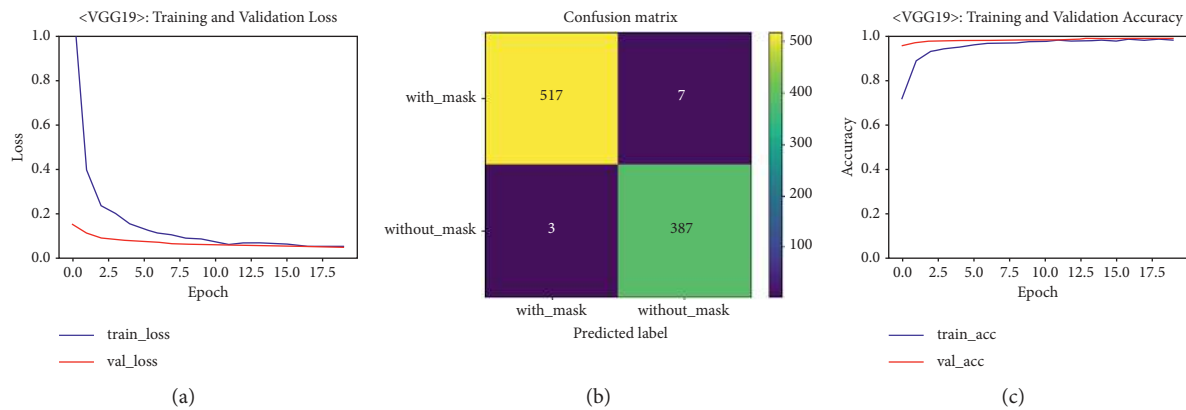 <VGG19>: Training and Validation Loss
1.0
0.8
0.6
0.4
0.2
0.0
Loss
0.0 2.5 5.0 7.5 10.0 12.5 15.0 17.5
Epoch
train_loss
val_loss
(a)
Confusion matrix
with_mask
without_mask
517 7
3 387
with_mask without_mask
Predicted label
500
400
300
200
100
(b)
<VGG19>: Training and Validation Accuracy
1.0
0.8
0.6
0.4
0.2
0.0
Accuracy
0.0 2.5 5.0 7.5 10.0 12.5 15.0 17.5
Epoch
train_acc
val_acc
(c)